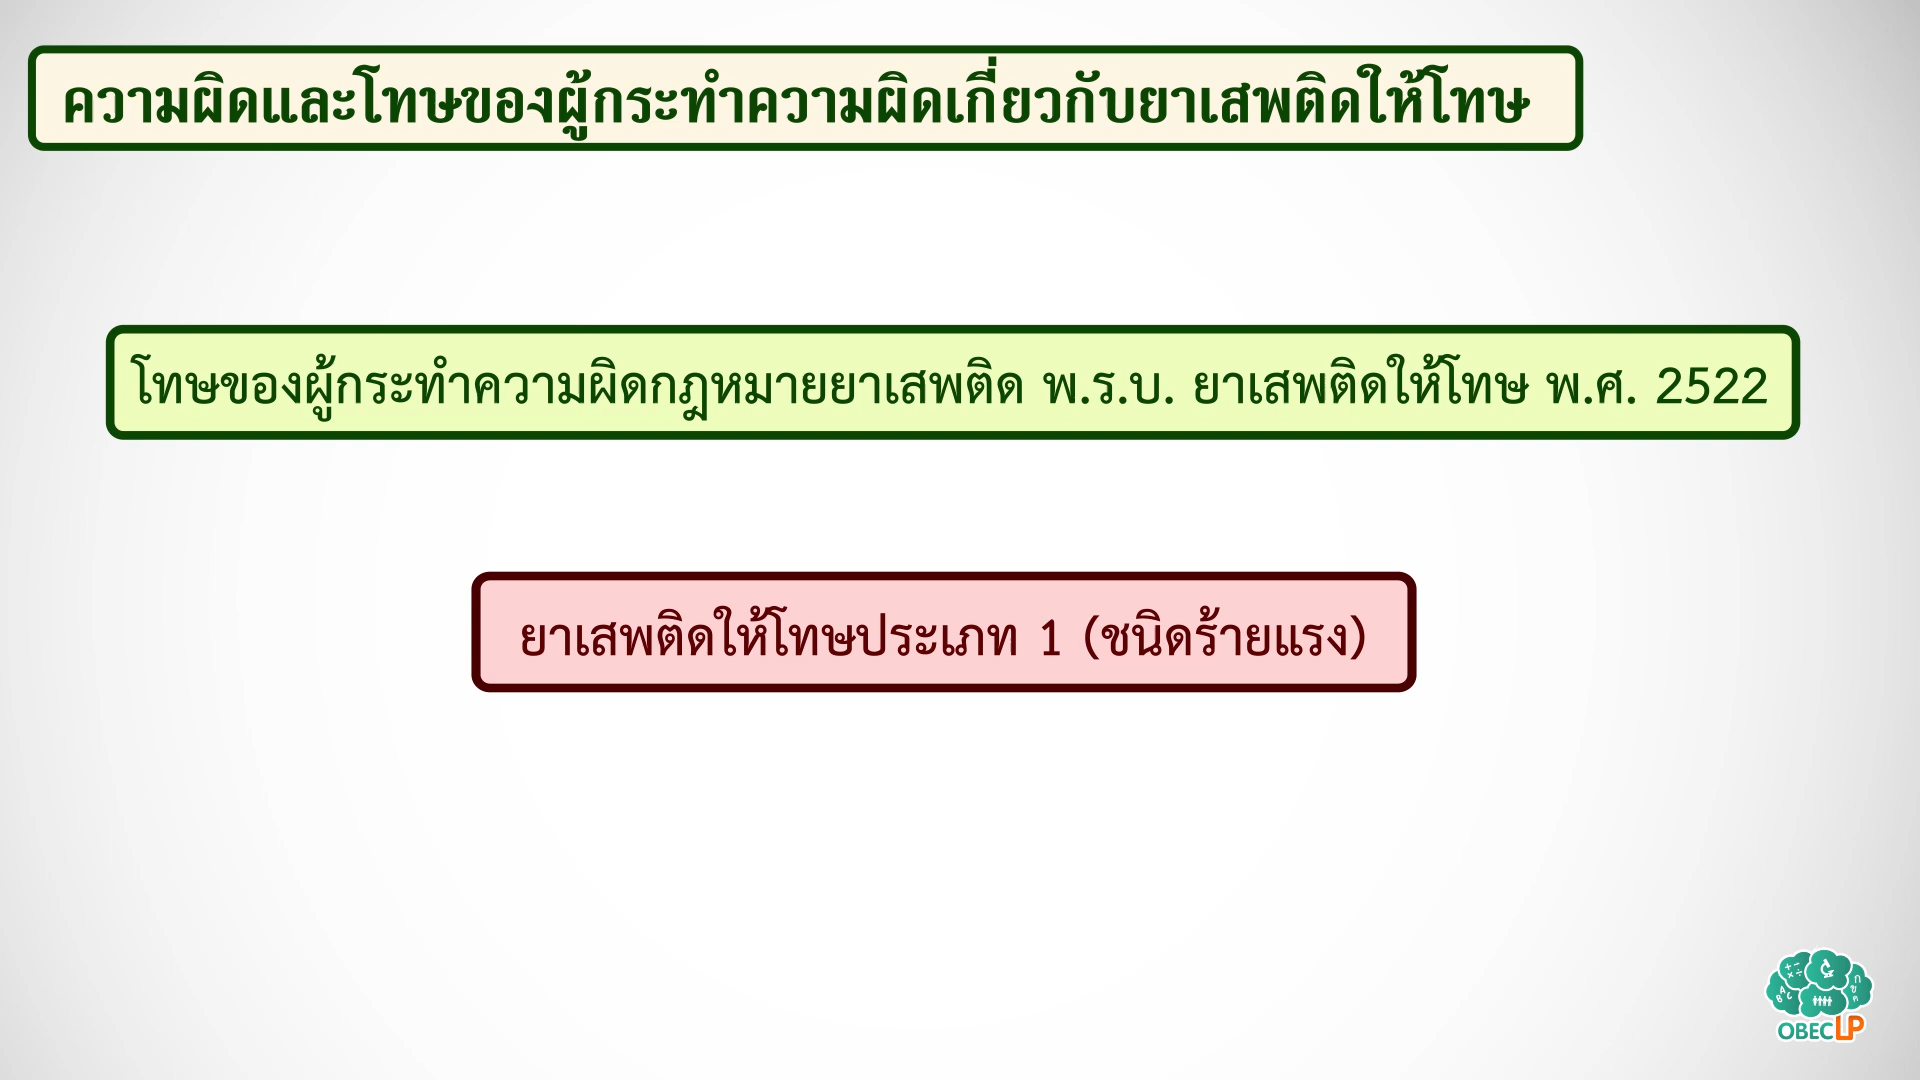 ความผิดและโทษของผู้กระทำความผิดเกี่ยวกับยาเสพติดให้โทษ
โทษของผู้กระทำความผิดกฎหมายยาเสพติด พ.ร.บ. ยาเสพติดให้โทษ พ.ศ. 2522
ยาเสพติดให้โทษประเภท 1 (ชนิดร้ายแรง)
OBECLP